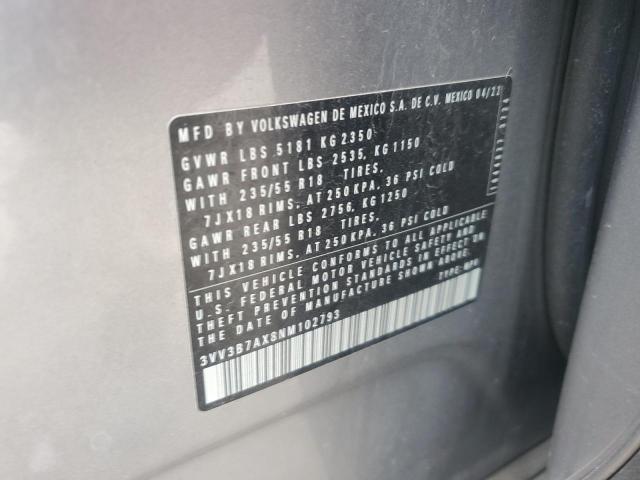 MFD BY VOLKSWAGEN DE MEXICO S.A. DE C.V. MEXICO 04/22
GVWR LBS 5181 KG 2350
GAWR FRONT LBS 2535, KG 1150
WITH 235/55 R18 TIRES,
7JX18 RIMS, AT 250 KPA, 36 PSI COLD
GAWR REAR LBS 2756, KG 1250
WITH 235/55 R18 TIRES,
7JX18 RIMS, AT 250 KPA, 36 PSI COLD
THIS VEHICLE CONFORMS TO ALL APPLICABLE
U.S. FEDERAL MOTOR VEHICLE SAFETY AND
THEFT PREVENTION STANDARDS IN EFFECT ON
THE DATE OF MANUFACTURE SHOWN ABOVE.
TYPE:
3VV3B7AX8NM102793